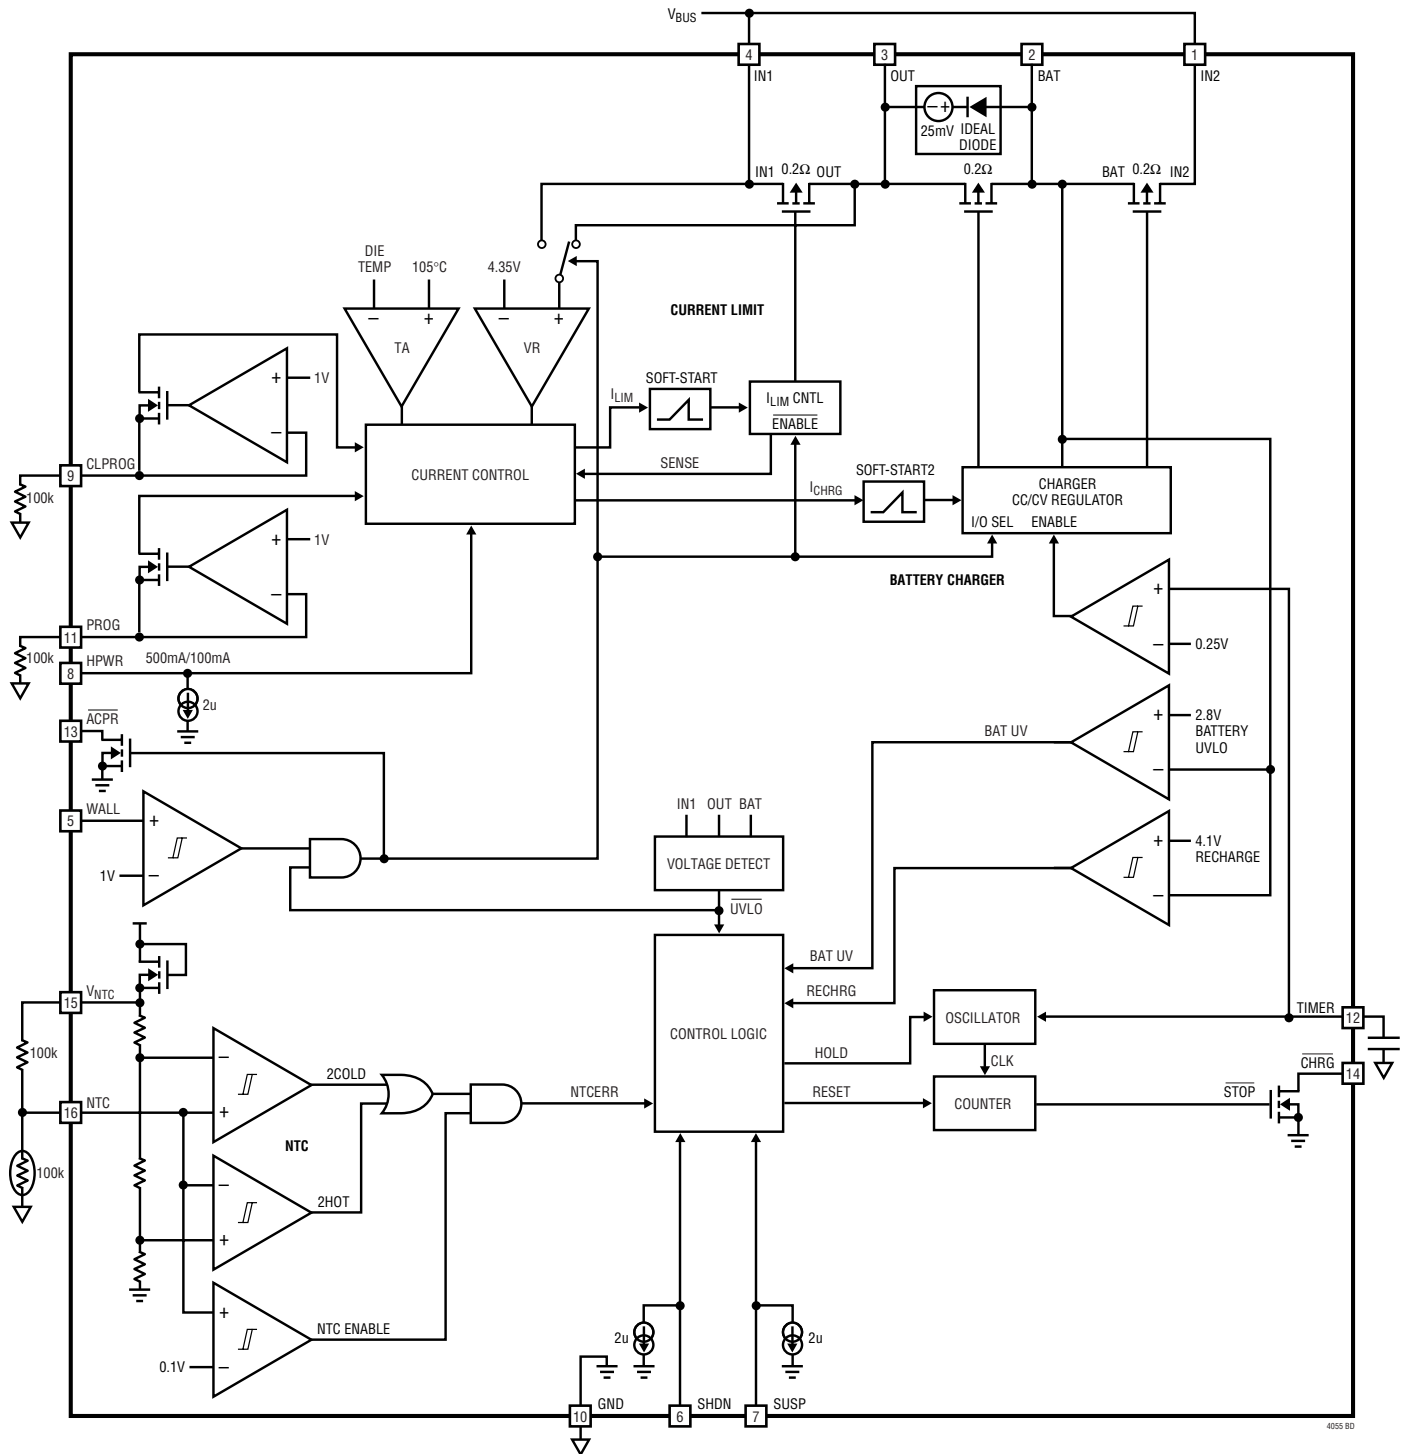 VBUS
4
3
2
1
IN1
OUT
BAT
IN2
25mV
IDEAL
DIODE
IN1 0.2Ω OUT
0.2Ω
BAT 0.2Ω IN2
DIE
TEMP
105°C
4.35V
– +
TA
– +
VR
CURRENT LIMIT
+ 1V
–
ILIM
SOFT-START
ILIM CNTL
ENABLE
CURRENT CONTROL
SENSE
9
CLPROG
100k
ICHRG
SOFT-START2
CHARGER
CC/CV REGULATOR
I/O SEL ENABLE
+ 1V
–
BATTERY CHARGER
+
– 0.25V
11
PROG
100k
8
HPWR
500mA/100mA
2u
13
ACPR
BAT UV
+ 2.8V
BATTERY
UVLO
–
5
WALL
+
1V –
IN1 OUT BAT
VOLTAGE DETECT
UVLO
+ 4.1V
RECHARGE
–
15
VNTC
100k
BAT UV
RECHRG
CONTROL LOGIC
HOLD
RESET
OSCILLATOR
CLK
COUNTER
TIMER
12
CHRG
14
STOP
–
+
2COLD
NTCERR
16
NTC
NTC
100k
–
+
2HOT
+
NTC ENABLE
0.1V –
2u
2u
10
GND
6
SHDN
7
SUSP
4055 BD